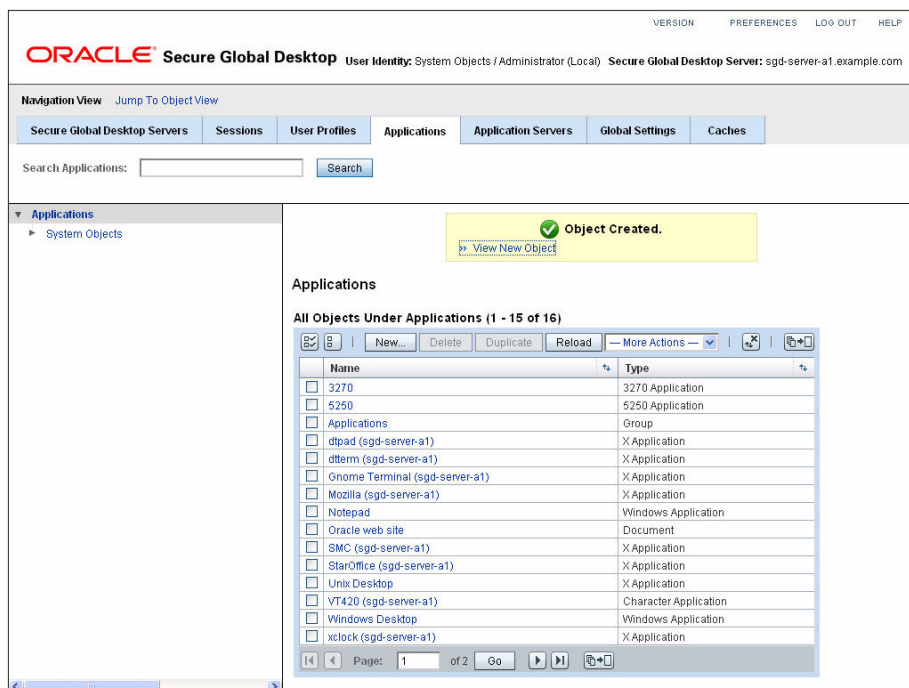 VERSION PREFERENCES LOG OUT HELP
ORACLE Secure Global Desktop User Identity: System Objects / Administrator (Local) Secure Global Desktop Server: sgd-server-a1.example.com
Navigation View Jump To Object View
Secure Global Desktop Servers Sessions User Profiles Applications Application Servers Global Settings Caches
Search Applications: Search
Applications
System Objects
Object Created.
» View New Object
Applications
All Objects Under Applications (1 - 15 of 16)
New... Delete Duplicate Reload — More Actions —
Name Type
3270 3270 Application
5250 5250 Application
Applications Group
dtpad (sgd-server-a1) X Application
dtterm (sgd-server-a1) X Application
Gnome Terminal (sgd-server-a1) X Application
Mozilla (sgd-server-a1) X Application
Notepad Windows Application
Oracle web site Document
SMC (sgd-server-a1) X Application
StarOffice (sgd-server-a1) X Application
Unix Desktop X Application
VT420 (sgd-server-a1) Character Application
Windows Desktop Windows Application
xclock (sgd-server-a1) X Application
Page: 1 of 2 Go